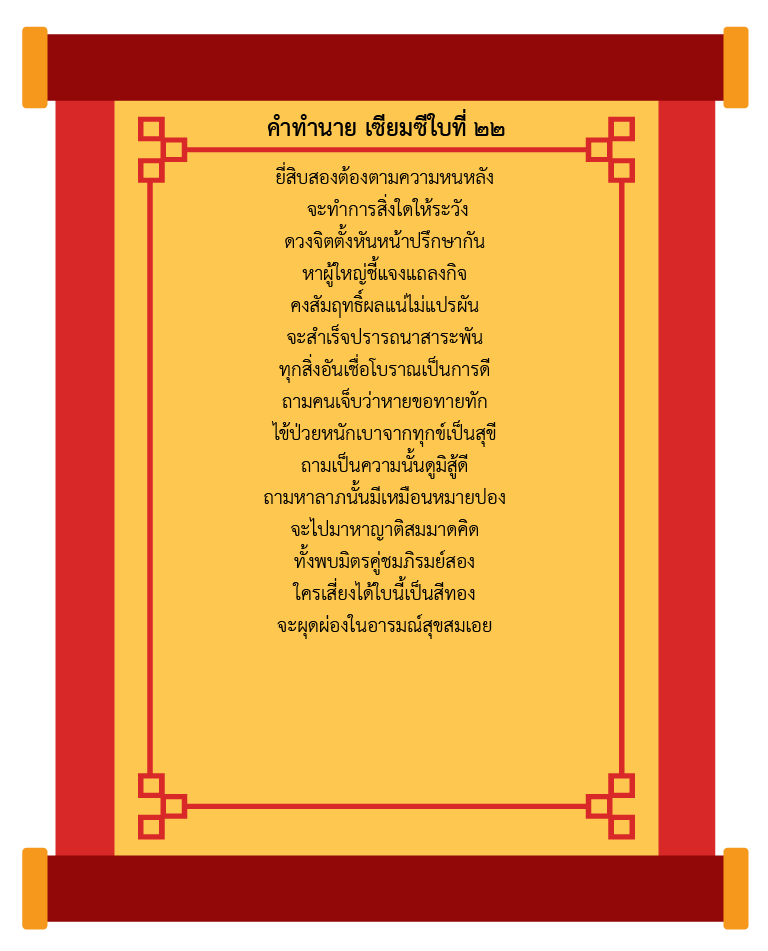 คำทำนาย เซียมซีใบที่ ๒๒
ยี่สิบสองต้องตามความหนหลัง
จะทำการสิ่งใดให้ระวัง
ดวงจิตตั้งหันหน้าปรึกษากัน
หาผู้ใหญ่ชี้แจงแถลงกิจ
คงสัมฤทธิ์ผลแน่ไม่แปรผัน
จะสำเร็จปรารถนาสาระพัน
ทุกสิ่งอันเชื่อโบราณเป็นการดี
ถามคนเจ็บว่าหายขอทายทัก
ไข้ป่วยหนักเบาจากทุกข์เป็นสุขี
ถามเป็นความนั้นดูมิสู้ดี
ถามหาลาภนั้นมีเหมือนหมายปอง
จะไปมาหาญาติสมมาดคิด
ทั้งพบมิตรคู่ชมภิรมย์สอง
ใครเสี่ยงได้ใบนี้เป็นสีทอง
จะผุดผ่องในอารมณ์สุขสมเอย